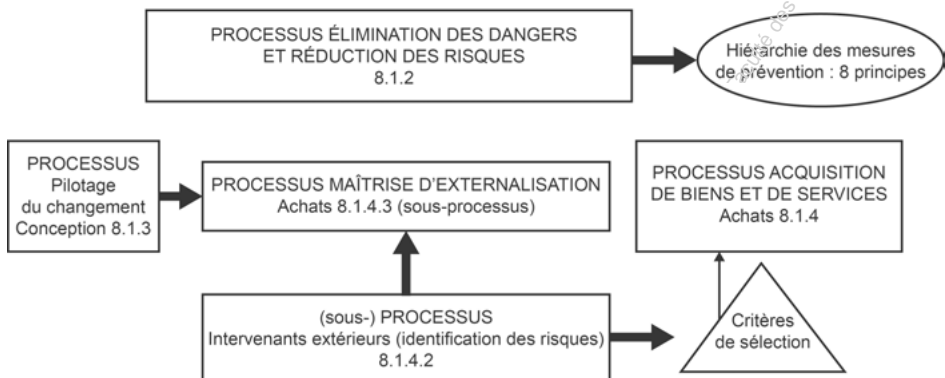 PROCESSUS ÉLIMINATION DES DANGERS
ET RÉDUCTION DES RISQUES
8.1.2
Hiérarchie des mesures
de prévention : 8 principes
PROCESSUS
Pilotage
du changement
Conception 8.1.3
PROCESSUS MAÎTRISE D'EXTERNALISATION
Achats 8.1.4.3 (sous-processus)
PROCESSUS ACQUISITION
DE BIENS ET DE SERVICES
Achats 8.1.4
(sous-) PROCESSUS
Intervenants extérieurs (identification des risques)
8.1.4.2
Critères
de sélection